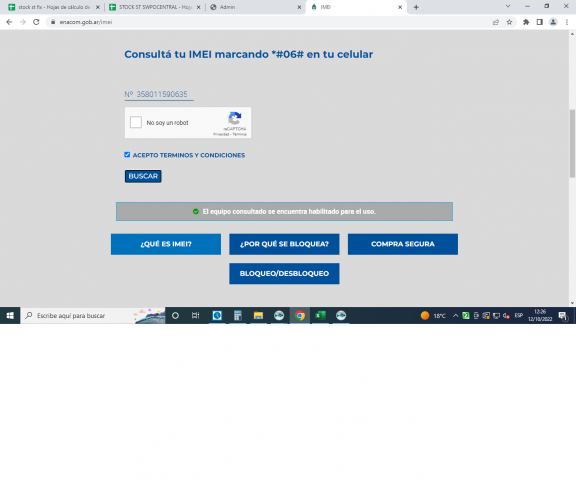 stock st fix - Hojas de cálculo de
STOCK ST SWPCENTRAL - Hoj
Admin
IMEI
enacom.gob.ar/imei
Consultá tu IMEI marcando *#06# en tu celular
Nº 358011590635
No soy un robot
reCAPTCHA
Privacidad - Términos
ACEPTO TERMINOS Y CONDICIONES
BUSCAR
El equipo consultado se encuentra habilitado para el uso.
¿QUÉ ES IMEI?
¿POR QUÉ SE BLOQUEA?
COMPRA SEGURA
BLOQUEO/DESBLOQUEO
Escribe aquí para buscar
18°C
ESP
12:26
12/10/2022